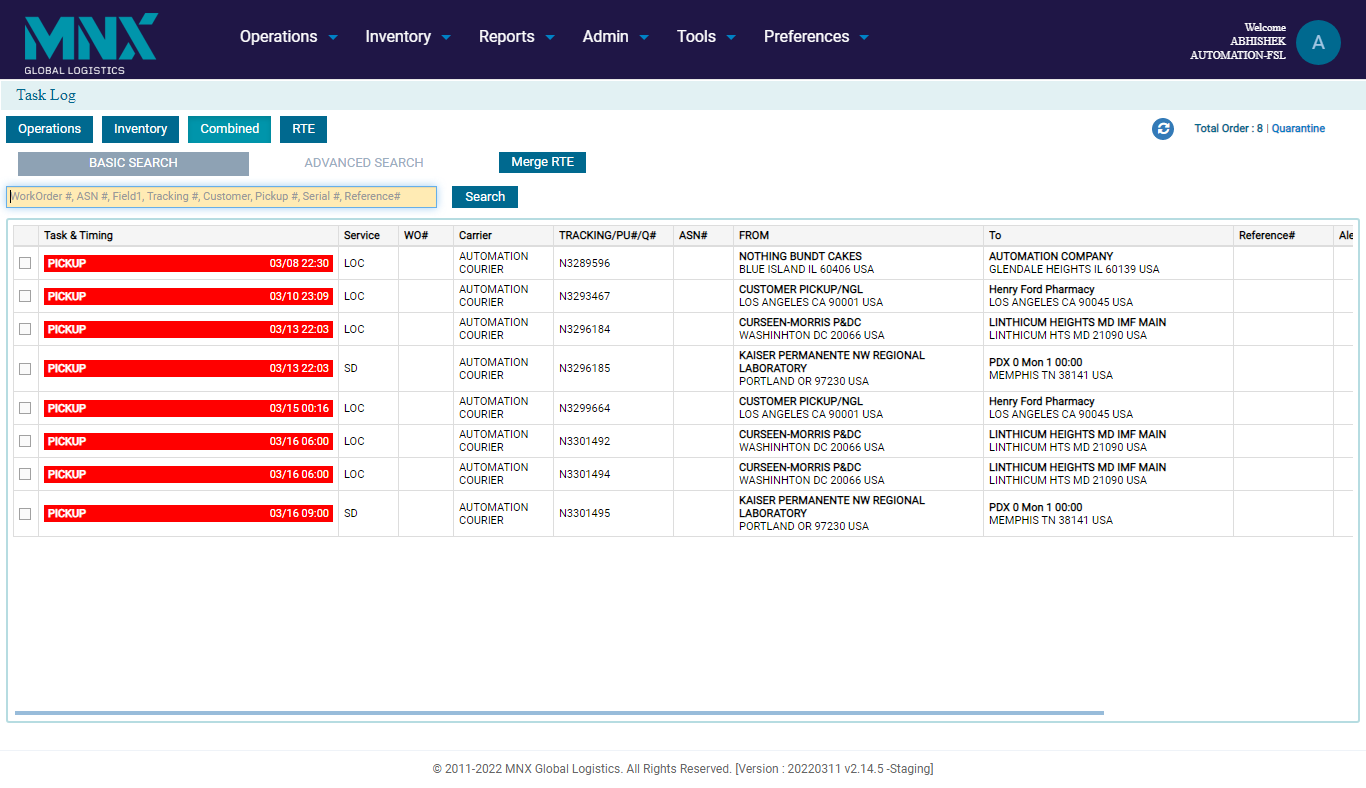 MNX
GLOBAL LOGISTICS
Operations Inventory Reports Admin Tools Preferences
Welcome
ABHISHEK
AUTOMATION-FSL
A
Task Log
Operations Inventory Combined RTE
Total Order : 8 | Quarantine
BASIC SEARCH ADVANCED SEARCH Merge RTE
WorkOrder #, ASN #, Field1, Tracking #, Customer, Pickup #, Serial #, Reference# Search
Task & Timing Service WO# Carrier TRACKING/PU#/Q# ASN# FROM To Reference# Ale
PICKUP 03/08 22:30 LOC AUTOMATION COURIER N3289596 NOTHING BUNDT CAKES BLUE ISLAND IL 60406 USA AUTOMATION COMPANY GLENDALE HEIGHTS IL 60139 USA
PICKUP 03/10 23:09 LOC AUTOMATION COURIER N3293467 CUSTOMER PICKUP/NGL LOS ANGELES CA 90001 USA Henry Ford Pharmacy LOS ANGELES CA 90045 USA
PICKUP 03/13 22:03 LOC AUTOMATION COURIER N3296184 CURSEEN-MORRIS P&DC WASHINHTON DC 20066 USA LINTHICUM HEIGHTS MD IMF MAIN LINTHICUM HTS MD 21090 USA
PICKUP 03/13 22:03 SD AUTOMATION COURIER N3296185 KAISER PERMANENTE NW REGIONAL LABORATORY PORTLAND OR 97230 USA PDX 0 Mon 1 00:00 MEMPHIS TN 38141 USA
PICKUP 03/15 00:16 LOC AUTOMATION COURIER N3299664 CUSTOMER PICKUP/NGL LOS ANGELES CA 90001 USA Henry Ford Pharmacy LOS ANGELES CA 90045 USA
PICKUP 03/16 06:00 LOC AUTOMATION COURIER N3301492 CURSEEN-MORRIS P&DC WASHINHTON DC 20066 USA LINTHICUM HEIGHTS MD IMF MAIN LINTHICUM HTS MD 21090 USA
PICKUP 03/16 06:00 LOC AUTOMATION COURIER N3301494 CURSEEN-MORRIS P&DC WASHINHTON DC 20066 USA LINTHICUM HEIGHTS MD IMF MAIN LINTHICUM HTS MD 21090 USA
PICKUP 03/16 09:00 SD AUTOMATION COURIER N3301495 KAISER PERMANENTE NW REGIONAL LABORATORY PORTLAND OR 97230 USA PDX 0 Mon 1 00:00 MEMPHIS TN 38141 USA
© 2011-2022 MNX Global Logistics. All Rights Reserved. [Version : 20220311 v2.14.5 -Staging]